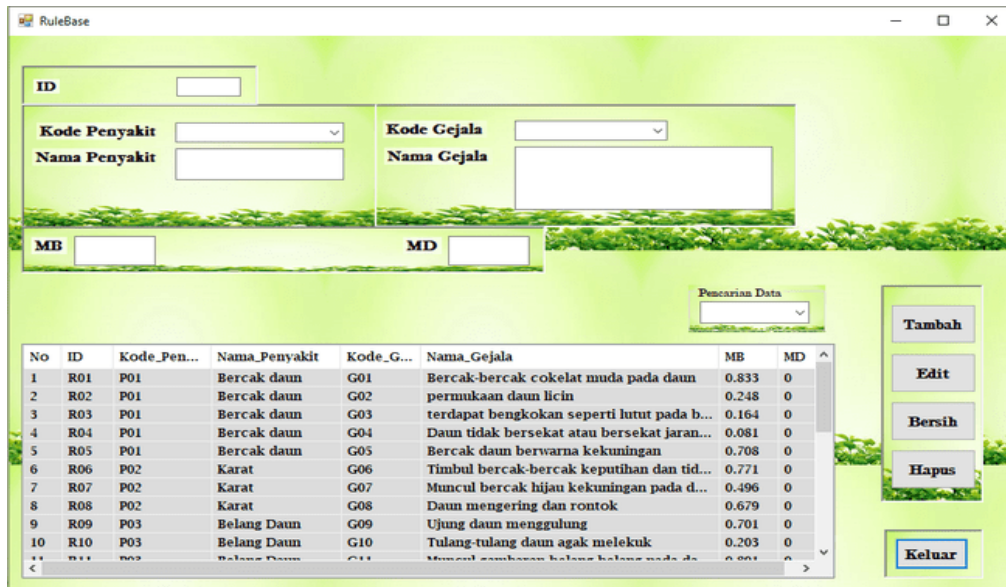 RuleBase
ID
Kode Penyakit
Kode Gejala
Nama Penyakit
Nama Gejala
MB
MD
Pencarian Data
Tambah
Edit
Bersih
Hapus
Keluar
No ID Kode_Pen... Nama_Penyakit Kode_G... Nama_Gejala MB MD
1 R01 P01 Bercak daun G01 Bercak-bercak cokelat muda pada daun 0.833 0
2 R02 P01 Bercak daun G02 permukaan daun licin 0.248 0
3 R03 P01 Bercak daun G03 terdapat bengkokan seperti lutut pada b... 0.164 0
4 R04 P01 Bercak daun G04 Daun tidak bersekat atau bersekat jaran... 0.081 0
5 R05 P01 Bercak daun G05 Bercak daun berwarna kekuningan 0.708 0
6 R06 P02 Karat G06 Timbul bercak-bercak keputihan dan tid... 0.771 0
7 R07 P02 Karat G07 Muncul bercak hijau kekuningan pada d... 0.496 0
8 R08 P02 Karat G08 Daun mengering dan rontok 0.679 0
9 R09 P03 Belang Daun G09 Ujung daun menggulung 0.701 0
10 R10 P03 Belang Daun G10 Tulang-tulang daun agak melekuk 0.203 0